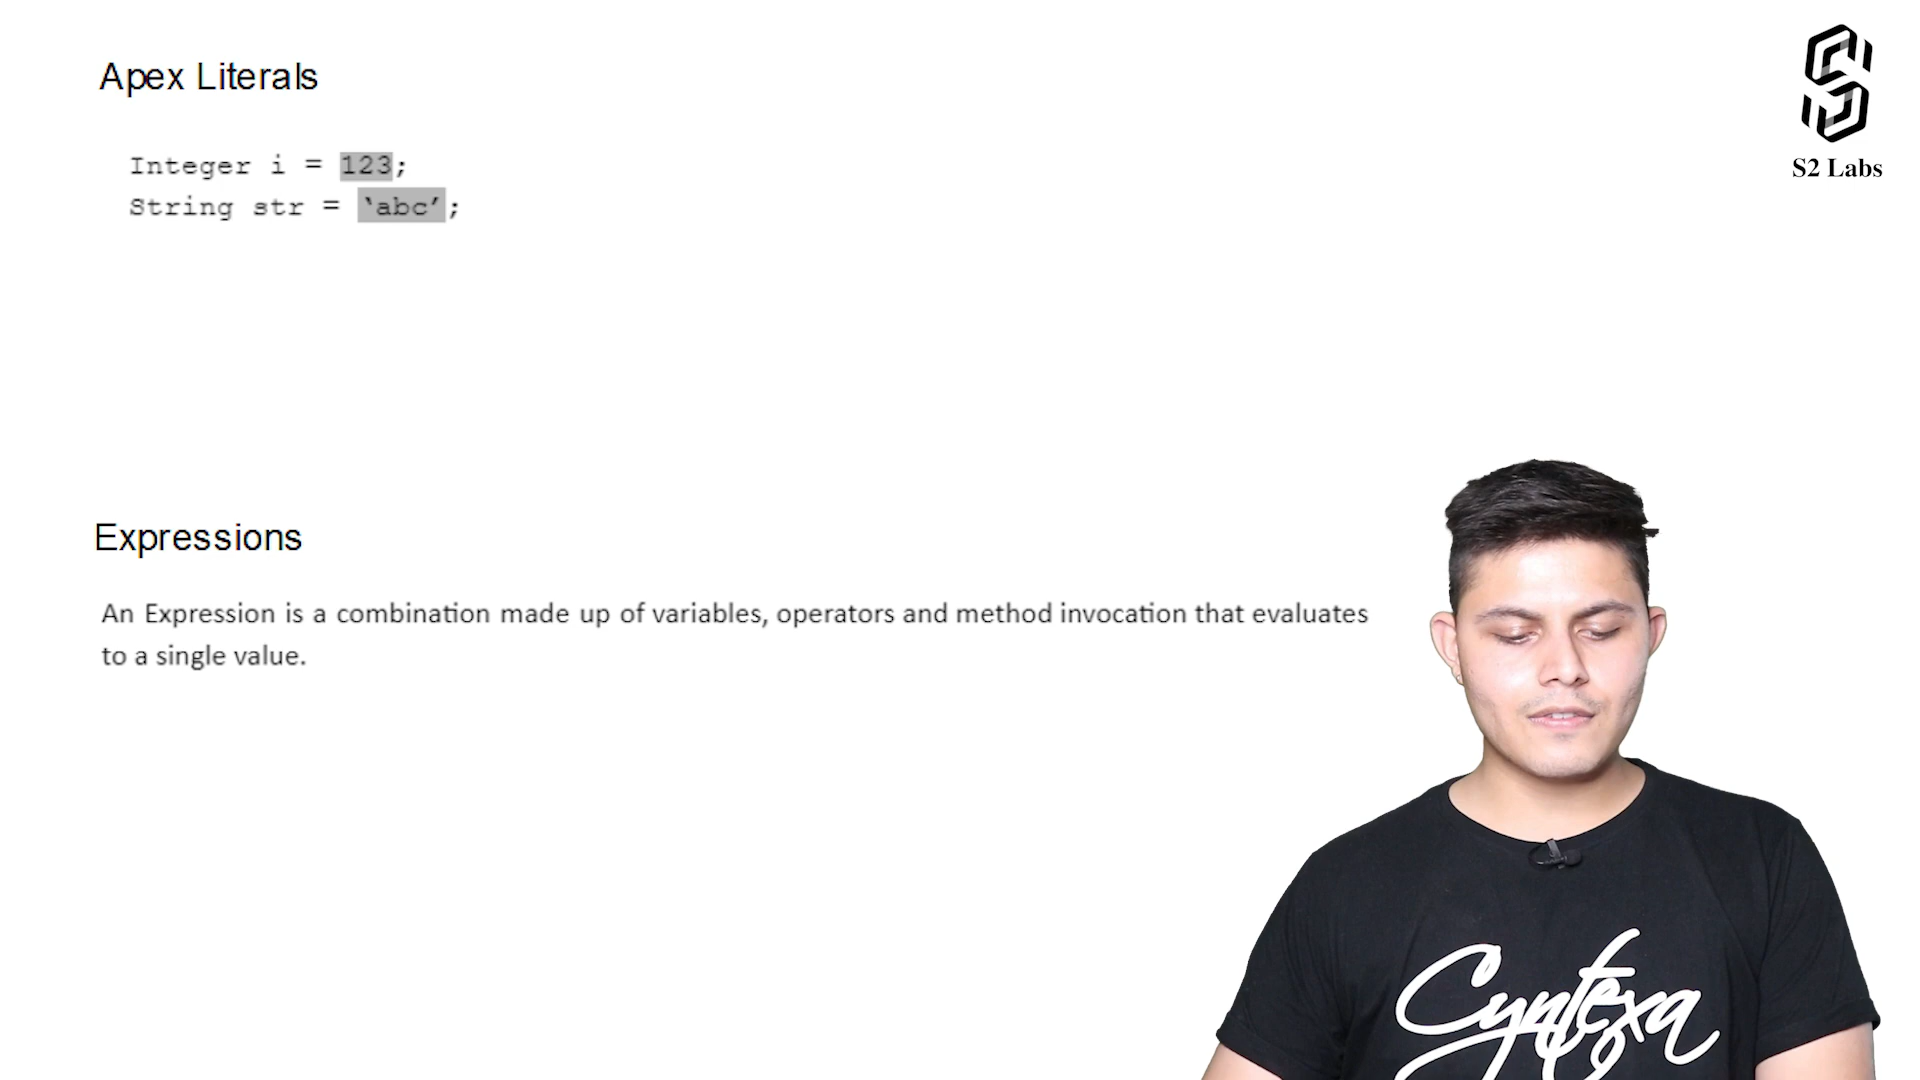 Apex Literals
Integer i = 123;
String str = ‘abc’;
S2 Labs
Expressions
An Expression is a combination made up of variables, operators and method invocation that evaluates
to a single value.
Cyntexa